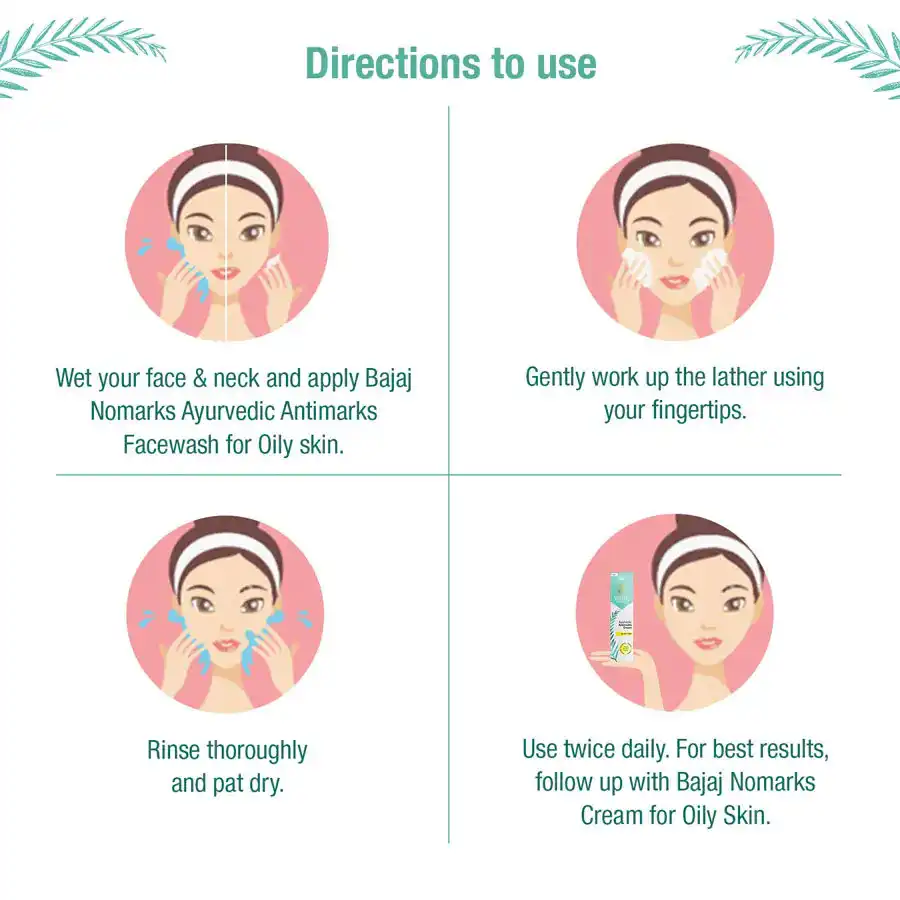 Directions to use
Wet your face & neck and apply Bajaj
Nomarks Ayurvedic Antimarks
Facewash for Oily skin.
Gently work up the lather using
your fingertips.
Rinse thoroughly
and pat dry.
Use twice daily. For best results,
follow up with Bajaj Nomarks
Cream for Oily Skin.